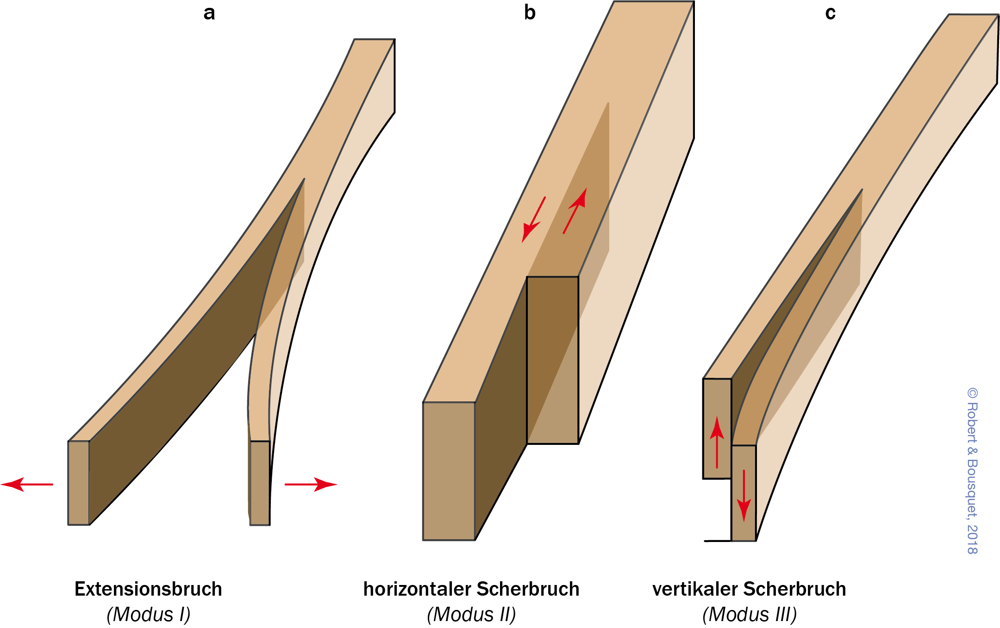 a
b
c
Extensionsbruch
(Modus I)
horizontaler Scherbruch
(Modus II)
vertikaler Scherbruch
(Modus III)
© Robert & Bousquet, 2018